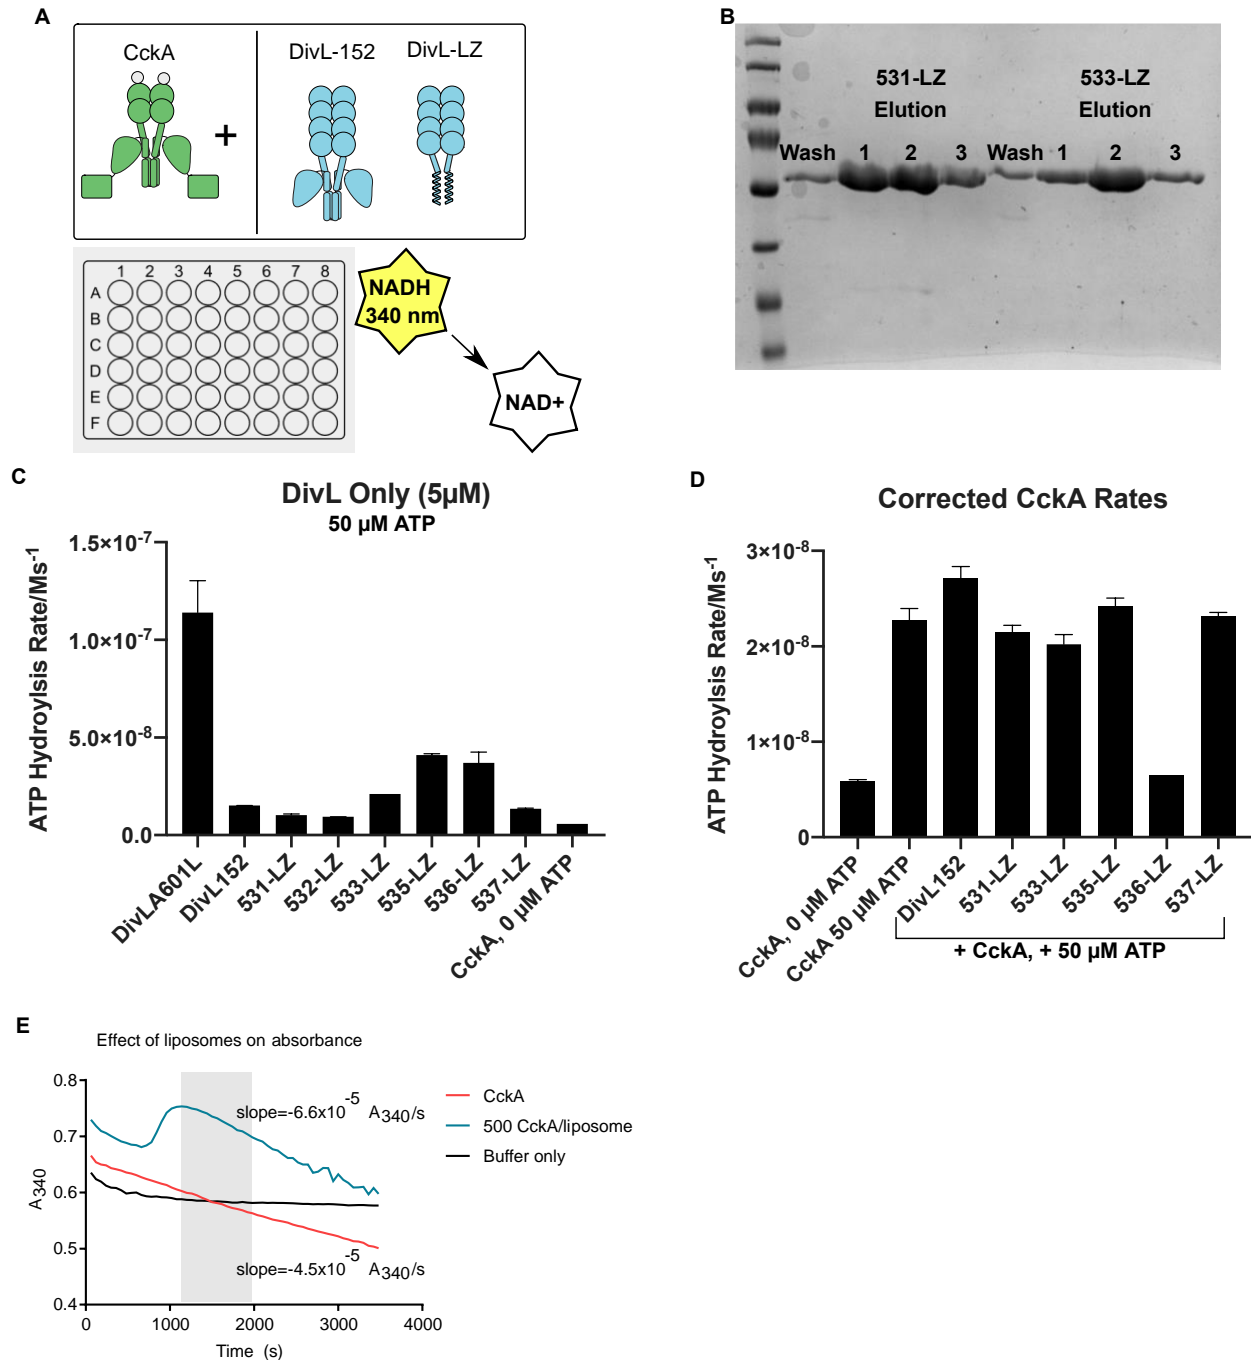 A
CckA
DivL-152
DivL-LZ
+
1 2 3 4 5 6 7 8
A
B
C
D
E
F
NADH
340 nm
NAD+
B
531-LZ
Elution
533-LZ
Elution
Wash 1 2 3 Wash 1 2 3
C
DivL Only (5µM)
50 µM ATP
ATP Hydroylsis Rate/Ms-1
1.5×10-7
1.0×10-7
5.0×10-8
0.0
DivLA601L
DivL152
531-LZ
532-LZ
533-LZ
535-LZ
536-LZ
537-LZ
CckA, 0 µM ATP
D
Corrected CckA Rates
ATP Hydroylsis Rate/Ms-1
3×10-8
2×10-8
1×10-8
0
CckA, 0 µM ATP
CckA 50 µM ATP
DivL152
531-LZ
533-LZ
535-LZ
536-LZ
537-LZ
+ CckA, + 50 µM ATP
E
Effect of liposomes on absorbance
A340
0.8
0.7
0.6
0.5
0.4
slope=-6.6x10-5 A340/s
slope=-4.5x10-5 A340/s
CckA
500 CckA/liposome
Buffer only
0 1000 2000 3000 4000
Time (s)